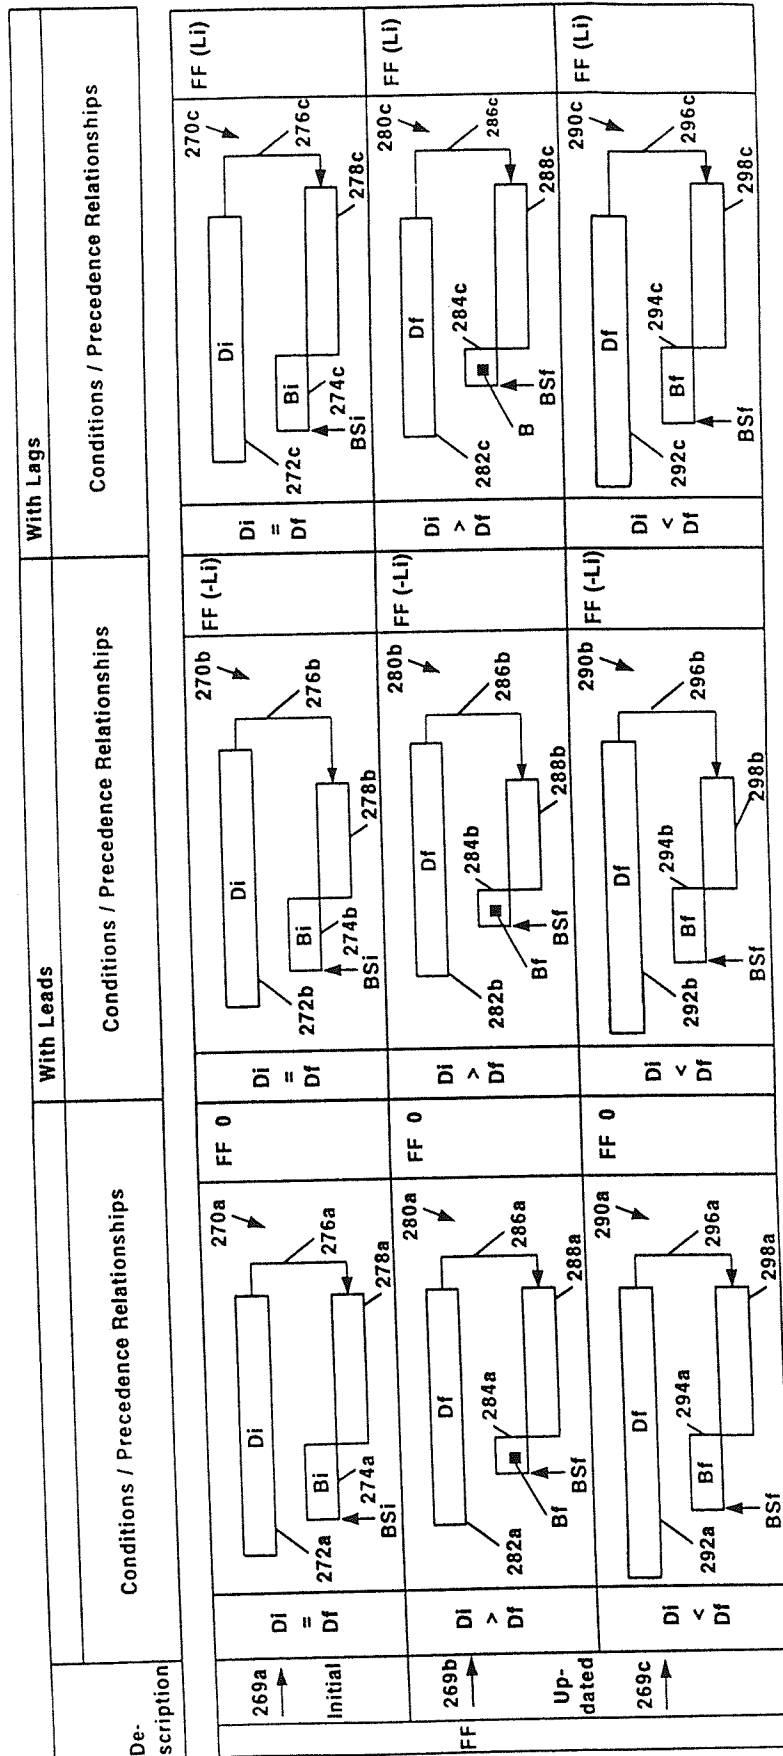 With Leads
With Lags
De-
scription
Conditions / Precedence Relationships
Conditions / Precedence Relationships
Conditions / Precedence Relationships
FF
269a
Initial
Di
=
Df
272a
Di
Bi
274a
BSi
270a
276a
278a
FF 0
Di
=
Df
272b
Di
Bi
274b
BSi
270b
276b
278b
FF (-Li)
Di
=
Df
272c
Di
Bi
274c
BSi
270c
276c
278c
FF (Li)
269b
Up-
dated
269c
Di
>
Df
282a
Df
284a
Bf
BSf
280a
286a
288a
FF 0
Di
>
Df
282b
Df
284b
Bf
BSf
280b
286b
288b
FF (-Li)
Di
>
Df
282c
Df
284c
B
BSf
280c
286c
288c
FF (Li)
Di
<
Df
292a
Df
294a
Bf
BSf
290a
296a
298a
FF 0
Di
<
Df
292b
Df
294b
Bf
BSf
290b
296b
298b
FF (-Li)
Di
<
Df
292c
Df
294c
Bf
BSf
290c
296c
298c
FF (Li)